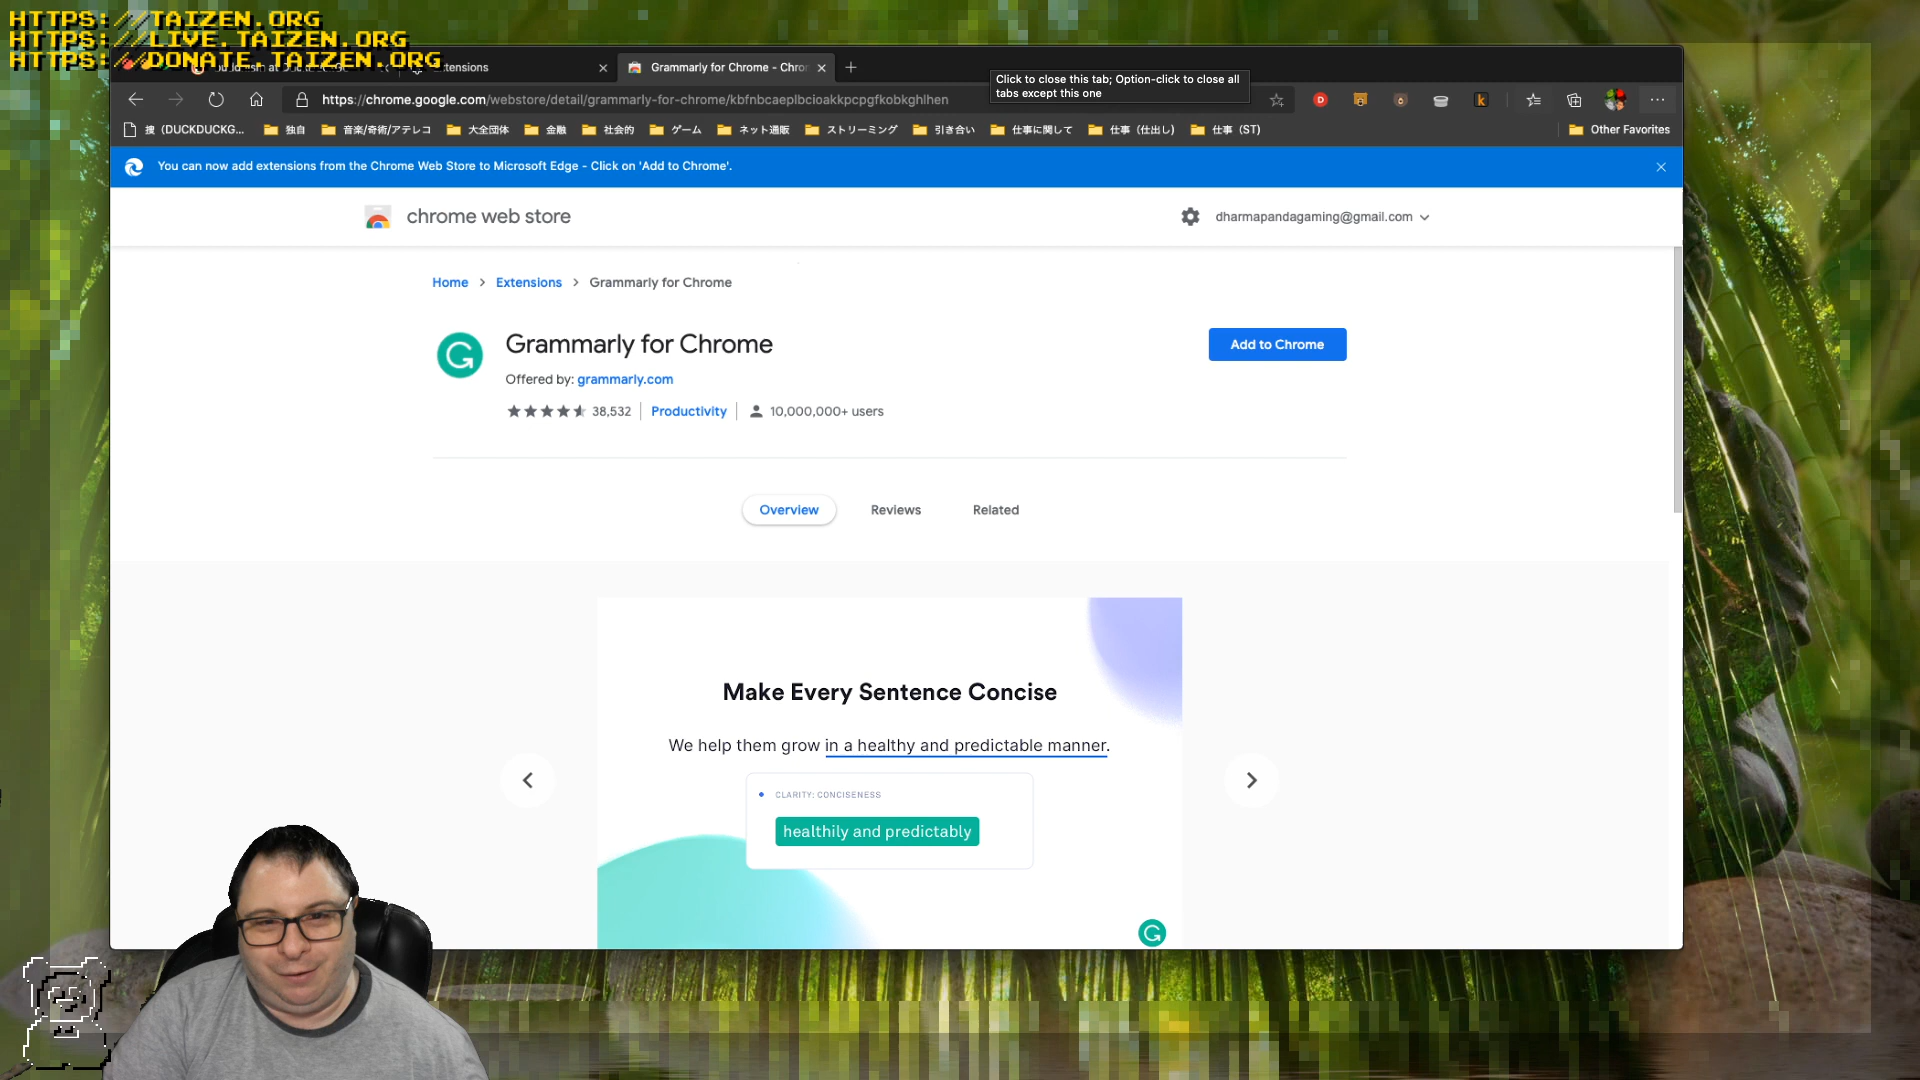 HTTPS://TAIZEN.ORG
HTTPS://LIVE.TAIZEN.ORG
HTTPS://DONATE.TAIZEN.ORG
Grammarly for Chrome - Chro
Click to close this tab; Option-click to close all
tabs except this one
https://chrome.google.com/webstore/detail/grammarly-for-chrome/kbfnbcaeplbcioakkpcpgfkobkghlhen
捜 (DUCKDUCKG... 独自 音楽/奇術/アテレコ 大全団体 金融 社会的 ゲーム ネット通販 ストリーミング 引き合い 仕事に関して 仕事（仕出し） 仕事（ST） Other Favorites
You can now add extensions from the Chrome Web Store to Microsoft Edge - Click on 'Add to Chrome'.
chrome web store
dharmapandagaming@gmail.com
Home > Extensions > Grammarly for Chrome
Grammarly for Chrome
Add to Chrome
Offered by: grammarly.com
38,532 Productivity 10,000,000+ users
Overview Reviews Related
Make Every Sentence Concise
We help them grow in a healthy and predictable manner.
CLARITY: CONCISENESS
healthily and predictably